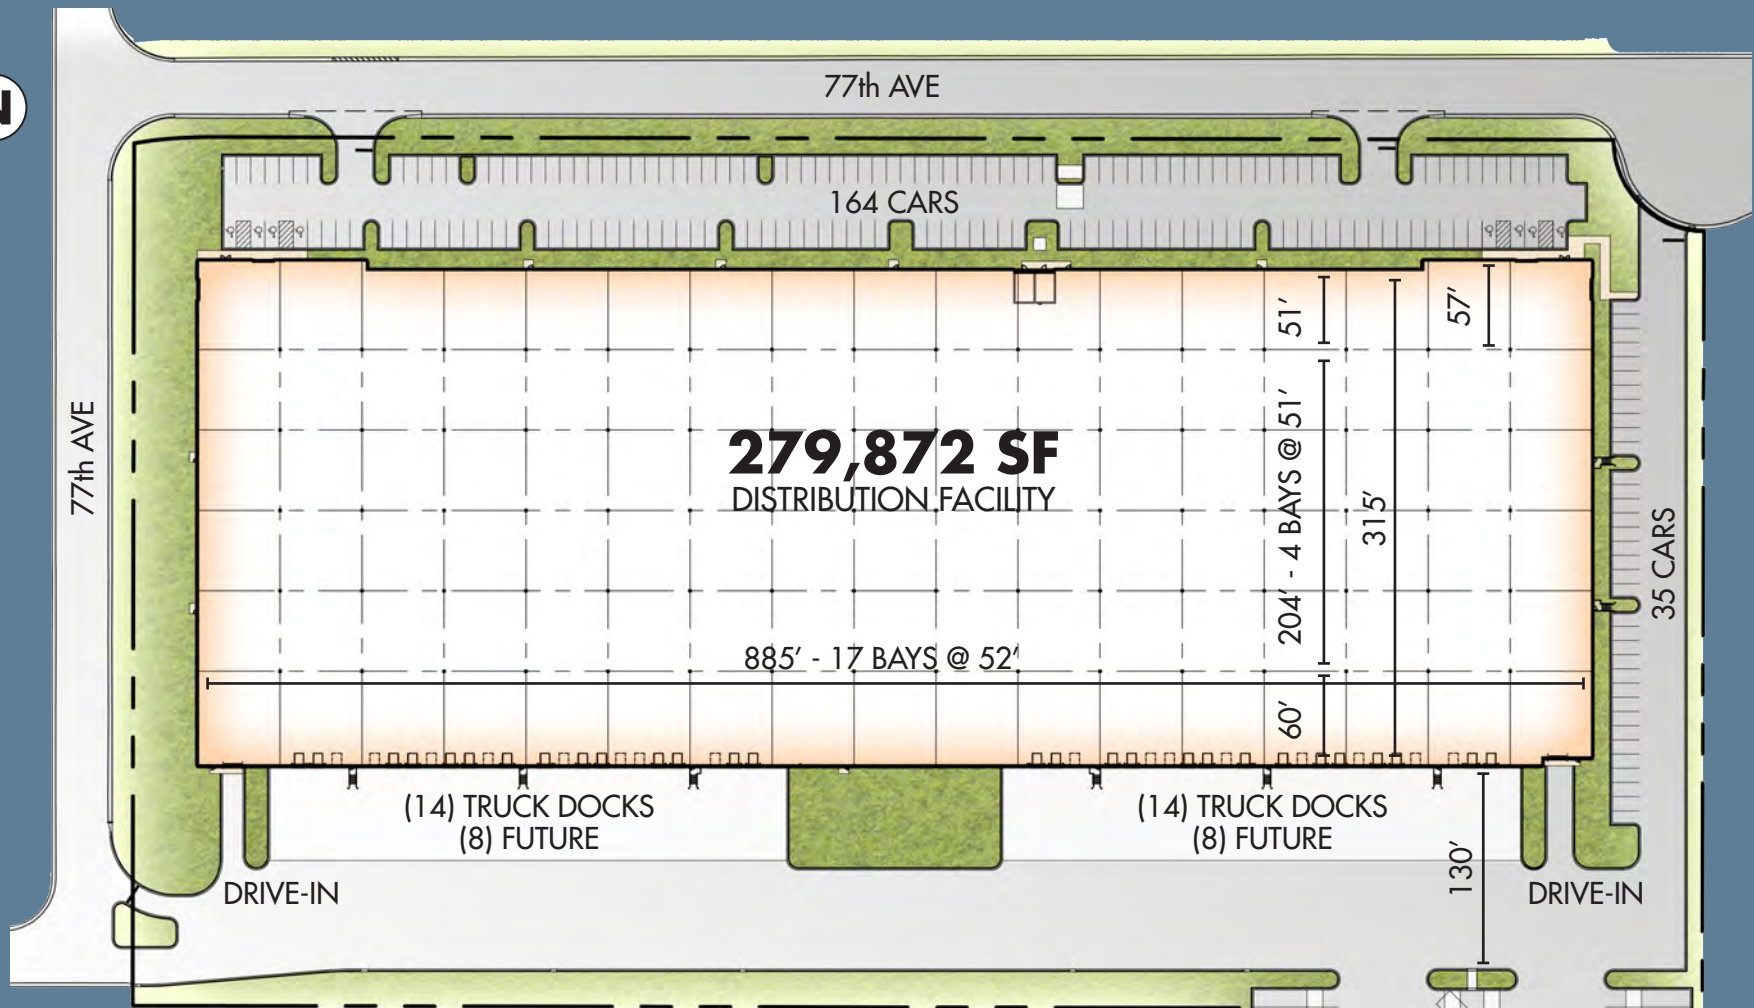 77th AVE
N
164 CARS
51'
57'
77th AVE
279,872 SF
DISTRIBUTION FACILITY
204' - 4 BAYS @ 51'
315'
35 CARS
885' - 17 BAYS @ 52'
60'
(14) TRUCK DOCKS
(8) FUTURE
(14) TRUCK DOCKS
(8) FUTURE
130'
DRIVE-IN
DRIVE-IN